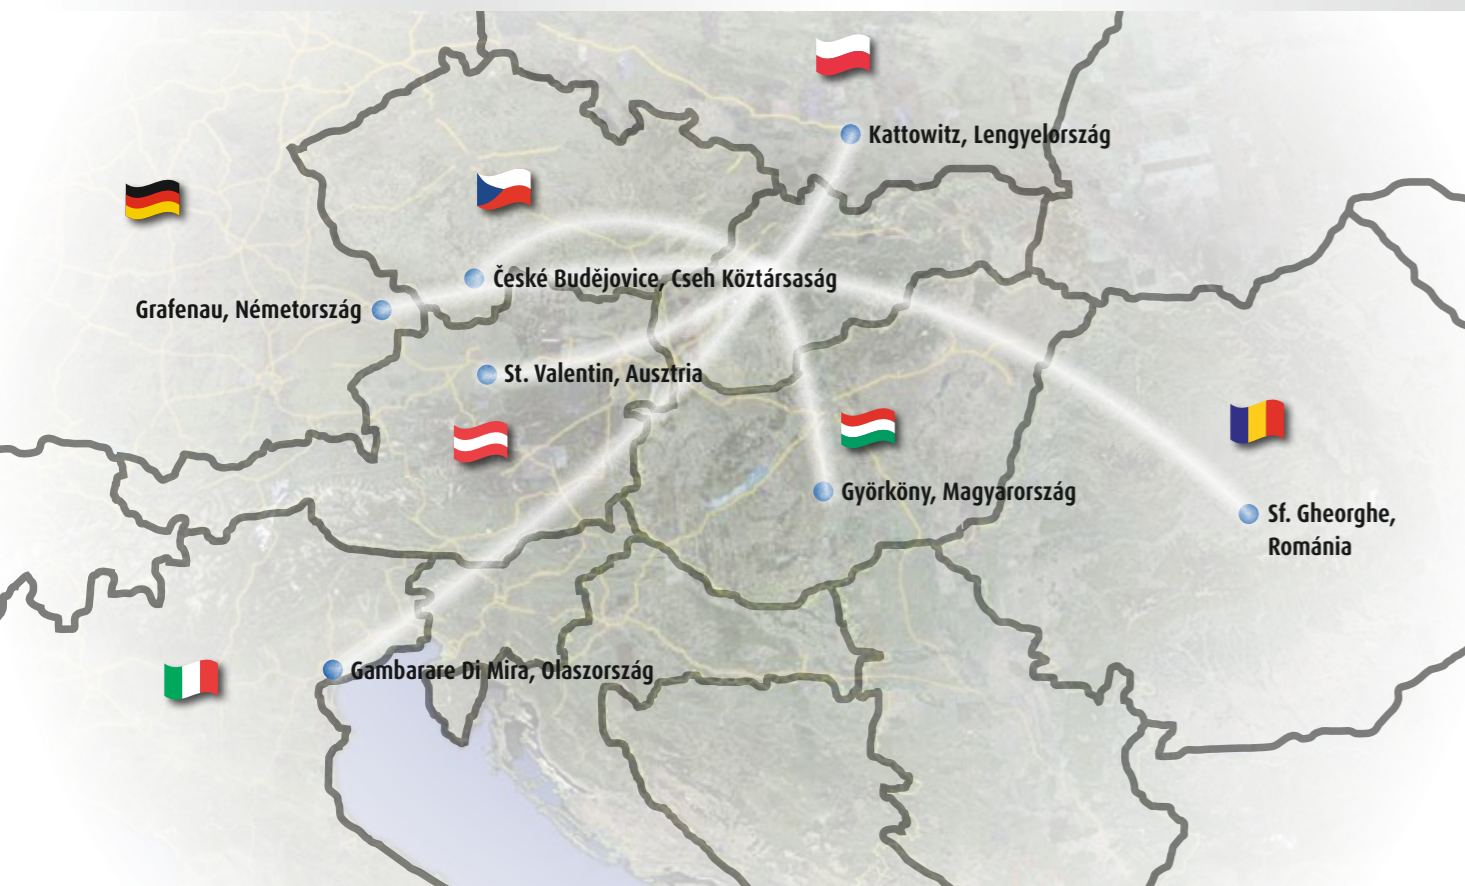 Kattowitz, Lengyelország
České Budějovice, Cseh Köztársaság
Grafenau, Németország
St. Valentin, Ausztria
Györköny, Magyarország
Sf. Gheorghe,
Románia
Gambarare Di Mira, Olaszország